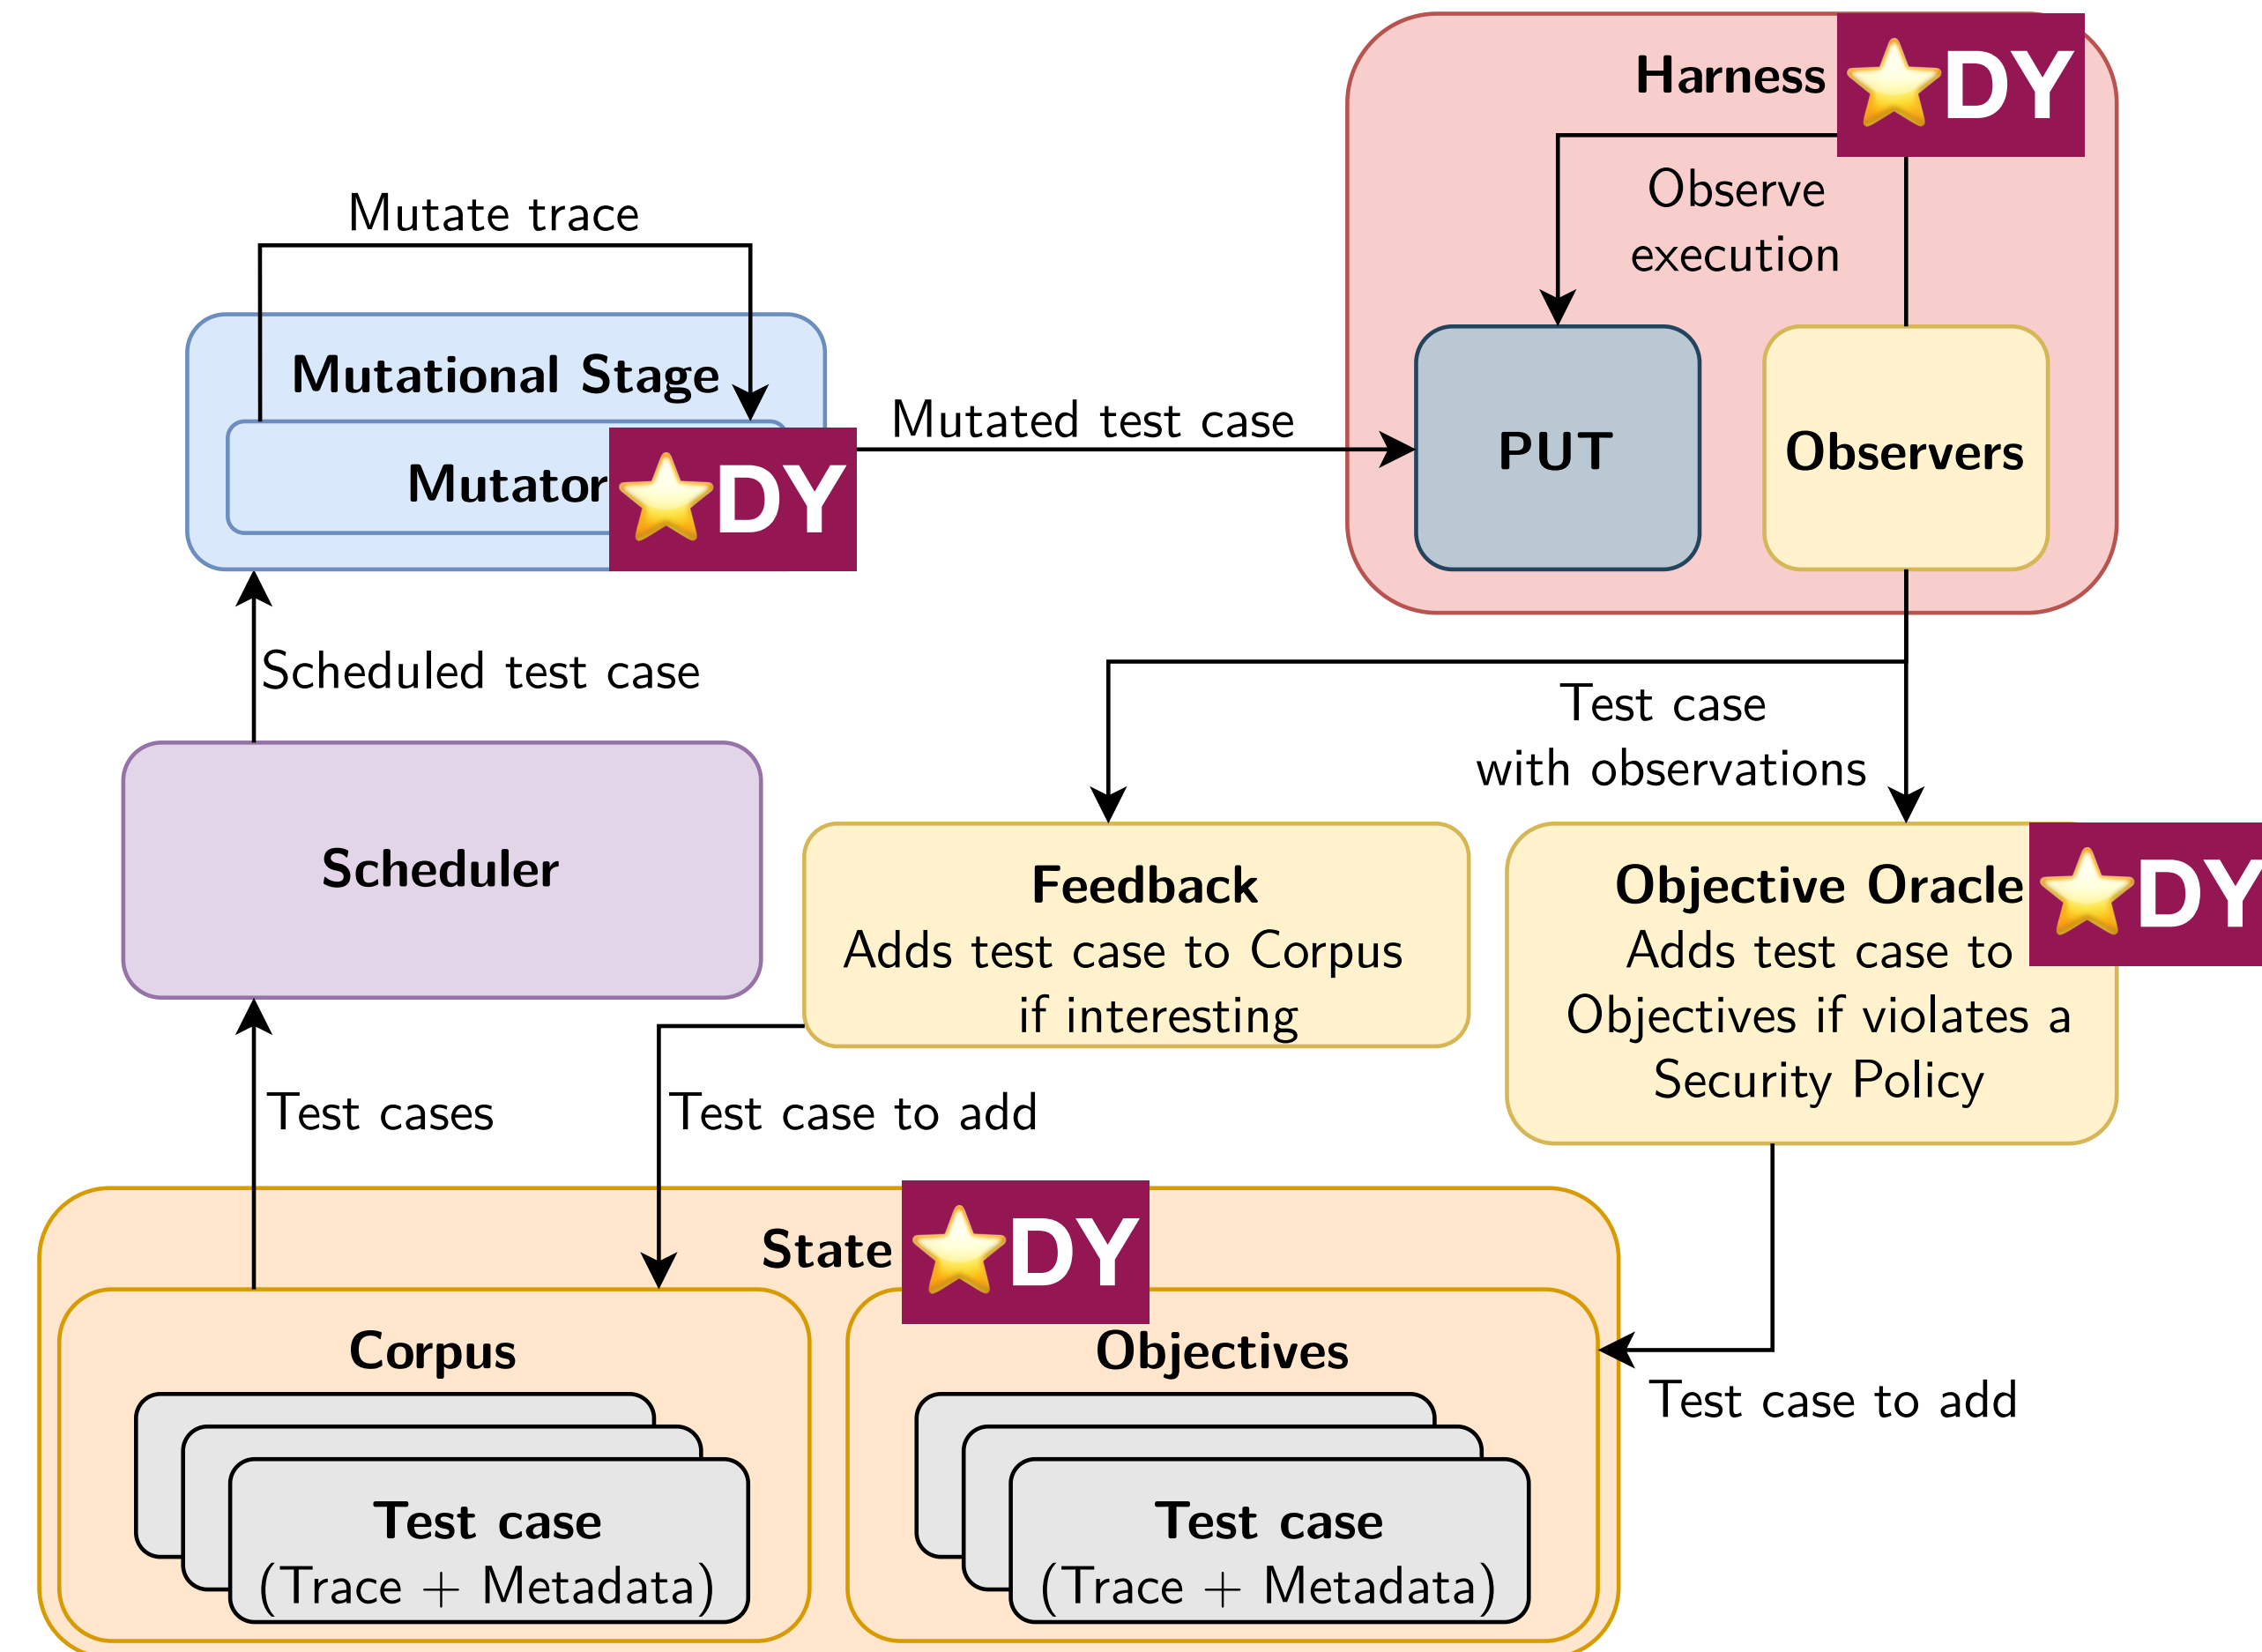 Harness
DY
Observe
execution
Mutate trace
Mutational Stage
Mutator
DY
Mutated test case
PUT
Observers
Scheduled test case
Test case
with observations
Scheduler
Feedback
Adds test case to Corpus
if interesting
Objective Oracle
DY
Adds test case to
Objectives if violates a
Security Policy
Test cases
Test case to add
State
DY
Corpus
Objectives
Test case to add
Test case
(Trace + Metadata)
Test case
(Trace + Metadata)